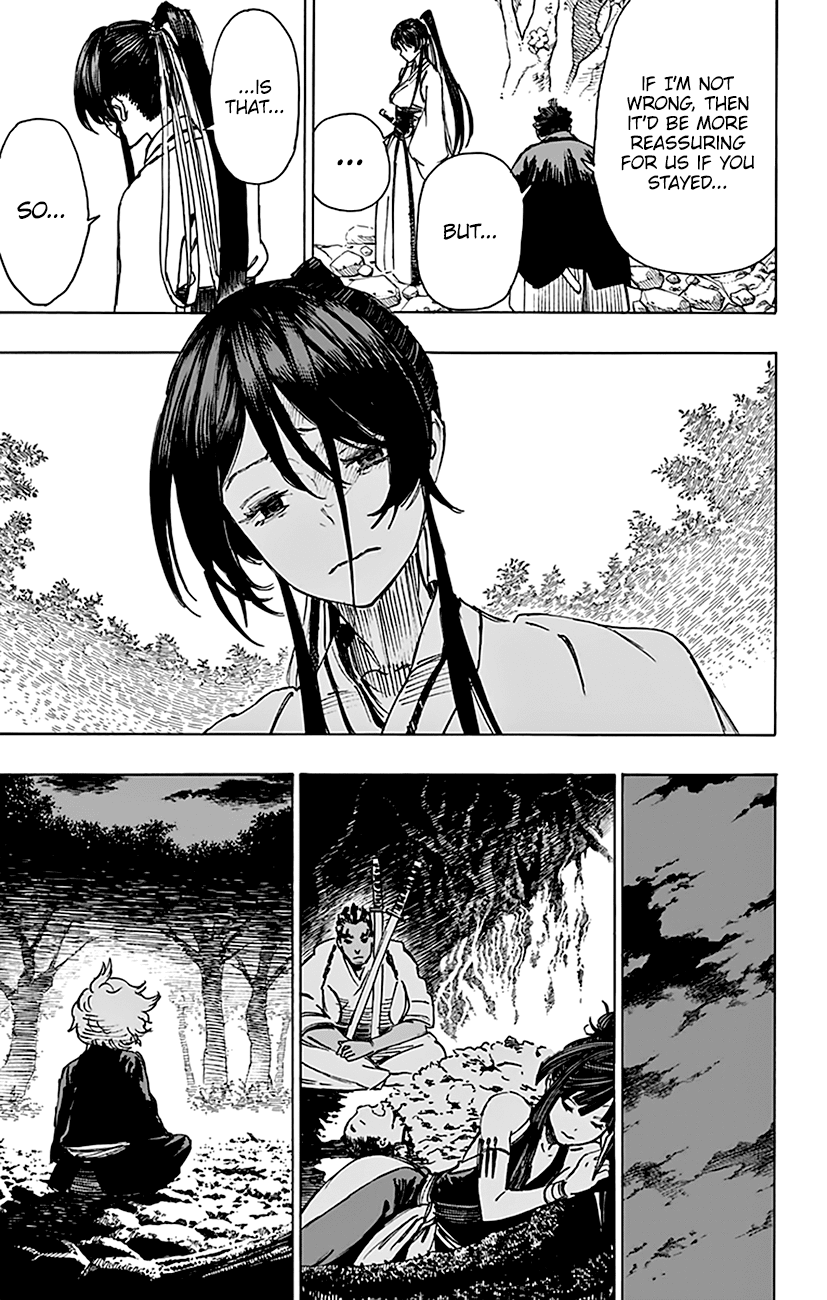 IF I'M NOT
WRONG, THEN
IT'D BE MORE
REASSURING
FOR US IF YOU
STAYED...
...
BUT...
...IS
THAT...
SO...